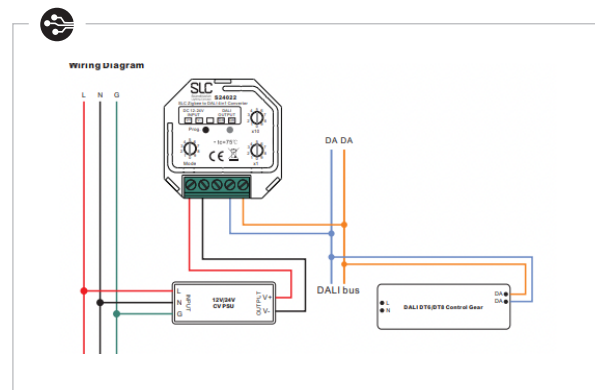 Wiring Diagram
L N G
SLC
S24022
SLC Zigbee to DALI 4in1 Converter
DC 12-24V DALI
INPUT OUTPUT
Prog.
x10
tc=75℃
CE
Mode
x1
DA DA
DALI bus
L
N
G
INPUT
12V/24V
CV PSU
OUTPUT
V+
V-
L
N
DALI DT6/DT8 Control Gear
DA
DA